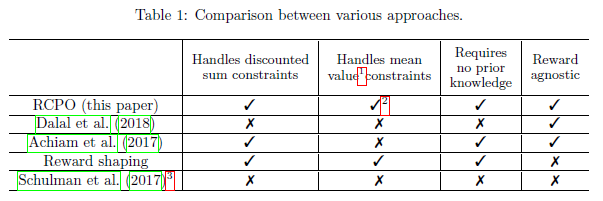 Table 1: Comparison between various approaches.
Handles discounted sum constraints Handles mean value¹ constraints Requires no prior knowledge Reward agnostic
RCPO (this paper) ✓ ✓² ✓ ✓
Dalal et al. (2018) ✗ ✗ ✗ ✓
Achiam et al. (2017) ✓ ✗ ✓ ✓
Reward shaping ✓ ✓ ✓ ✗
Schulman et al. (2017)³ ✗ ✗ ✗ ✗